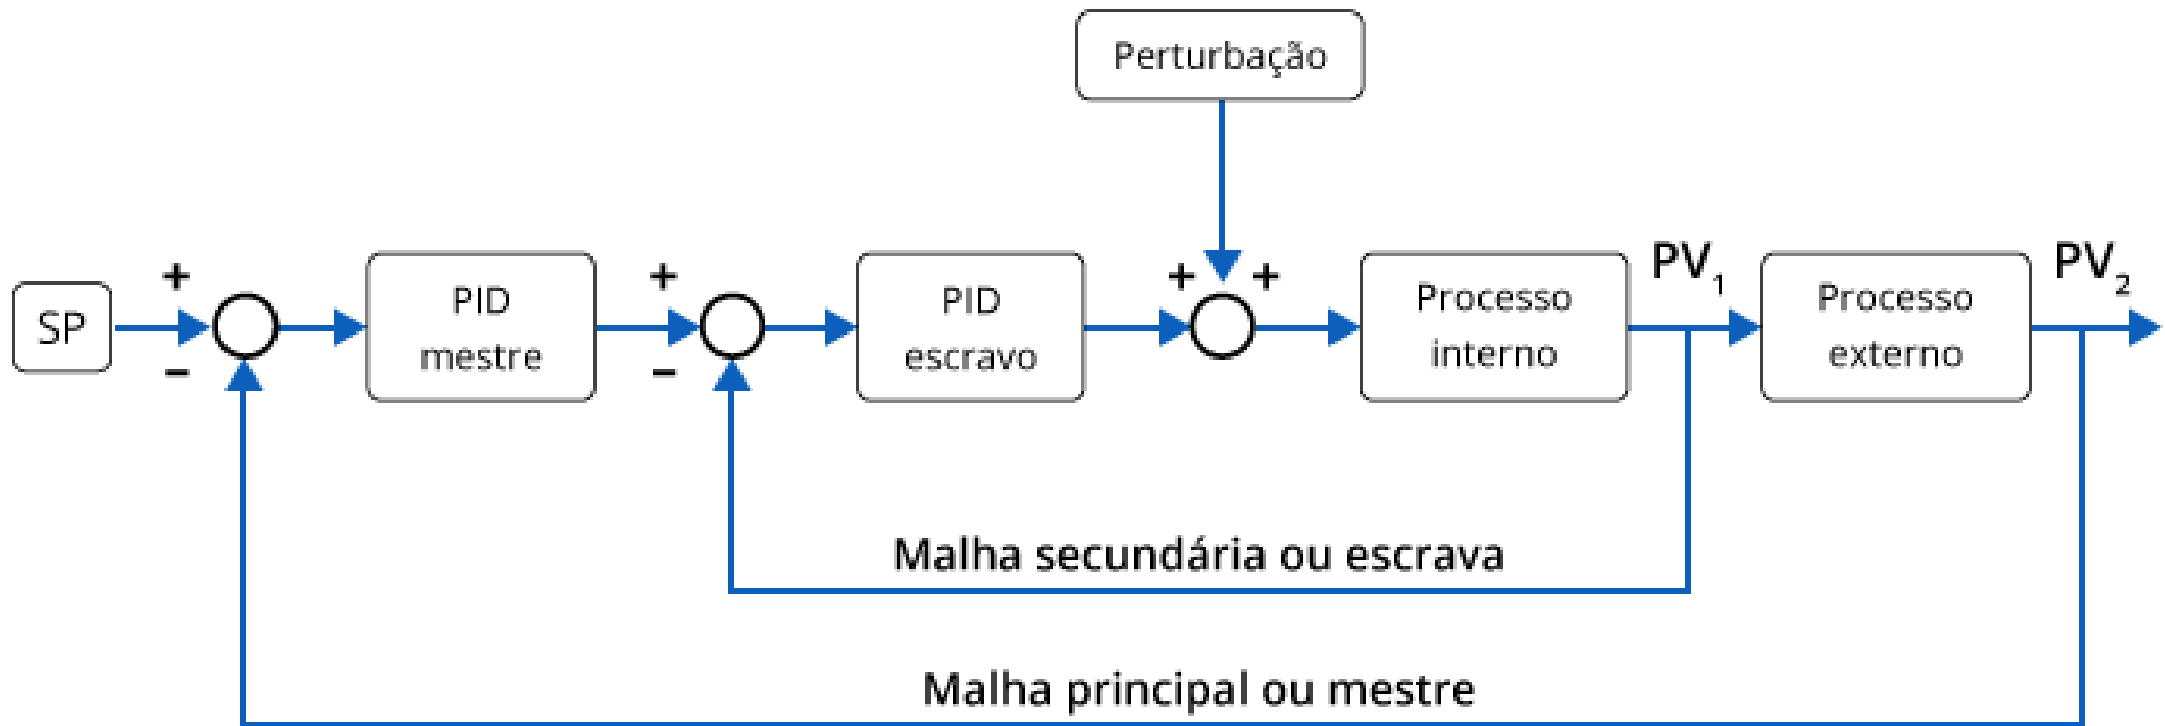 Perturbação
SP
+
−
PID
mestre
+
−
PID
escravo
+ +
Processo
interno
PV₁
Processo
externo
PV₂
Malha secundária ou escrava
Malha principal ou mestre